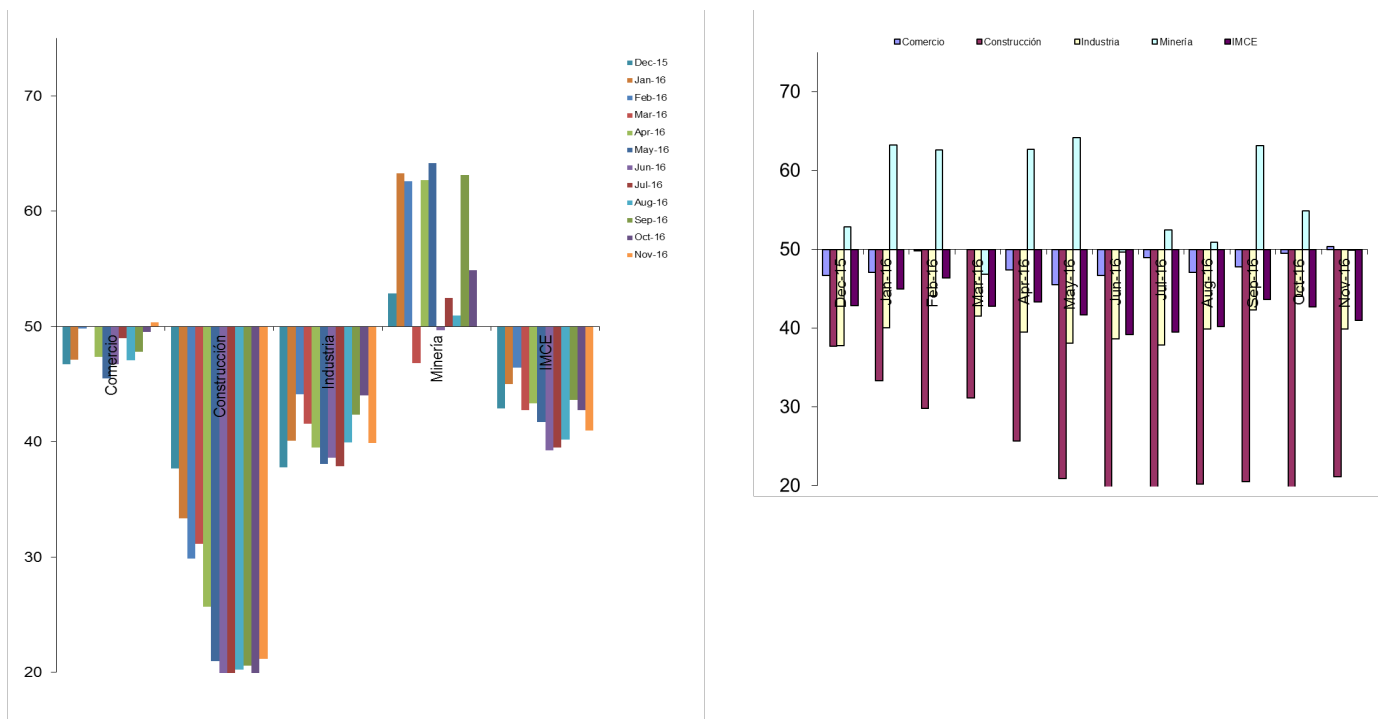 70
60
50
40
30
20
Comercio
Construcción
Industria
Minería
IMCE
Dec-15
Jan-16
Feb-16
Mar-16
Apr-16
May-16
Jun-16
Jul-16
Aug-16
Sep-16
Oct-16
Nov-16
Comercio Construcción Industria Minería IMCE
70
60
50
40
30
20
Dec-15
Jan-16
Feb-16
Mar-16
Apr-16
May-16
Jun-16
Jul-16
Aug-16
Sep-16
Oct-16
Nov-16